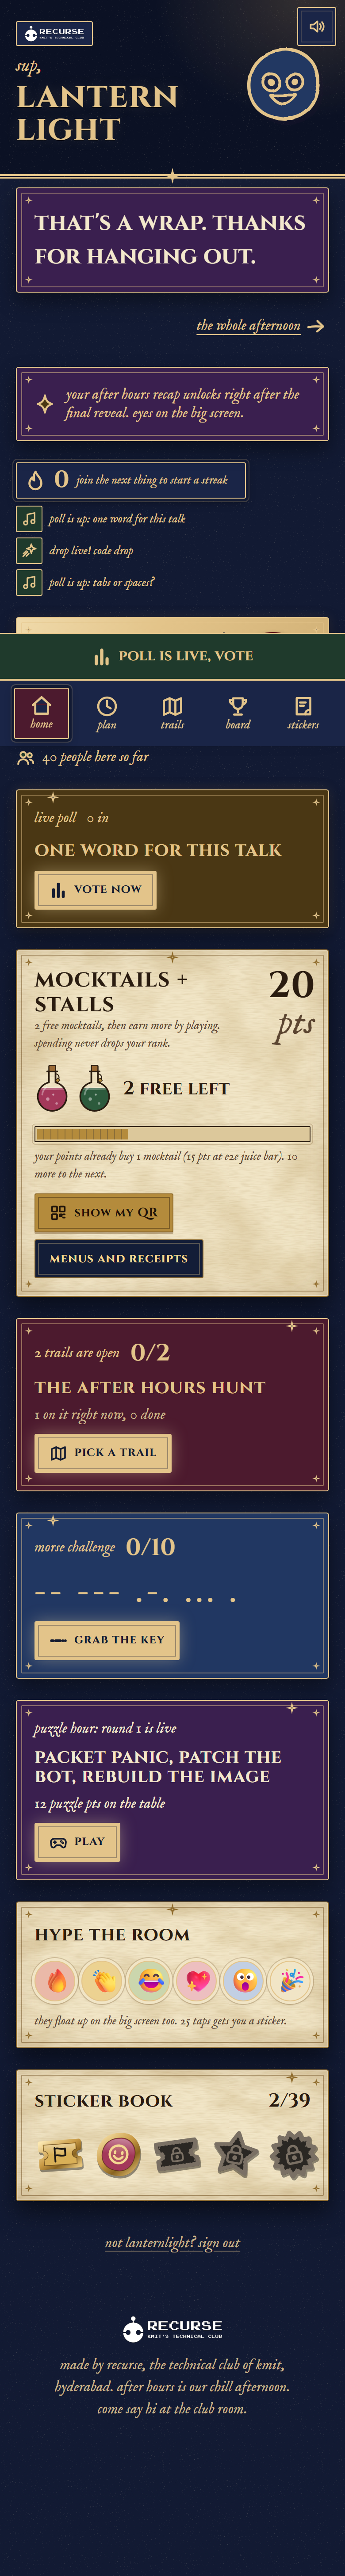 RECURSE
KMIT'S TECHNICAL CLUB
sup,
LANTERN
LIGHT
THAT'S A WRAP. THANKS
FOR HANGING OUT.
the whole afternoon
your after hours recap unlocks right after the
final reveal. eyes on the big screen.
0 join the next thing to start a streak
poll is up: one word for this talk
drop live! code drop
poll is up: tabs or spaces?
POLL IS LIVE, VOTE
home plan trails board stickers
40 people here so far
live poll 0 in
ONE WORD FOR THIS TALK
VOTE NOW
MOCKTAILS +
STALLS
20
pts
2 free mocktails, then earn more by playing.
spending never drops your rank.
2 FREE LEFT
your points already buy 1 mocktail (15 pts at e2e juice bar). 10
more to the next.
SHOW MY QR
MENUS AND RECEIPTS
2 trails are open 0/2
THE AFTER HOURS HUNT
1 on it right now, 0 done
PICK A TRAIL
morse challenge 0/10
-- --- .-. ... .
GRAB THE KEY
puzzle hour: round 1 is live
PACKET PANIC, PATCH THE
BOT, REBUILD THE IMAGE
12 puzzle pts on the table
PLAY
HYPE THE ROOM
they float up on the big screen too. 25 taps gets you a sticker.
STICKER BOOK 2/39
not lanternlight? sign out
RECURSE
KMIT'S TECHNICAL CLUB
made by recurse, the technical club of kmit,
hyderabad. after hours is our chill afternoon.
come say hi at the club room.